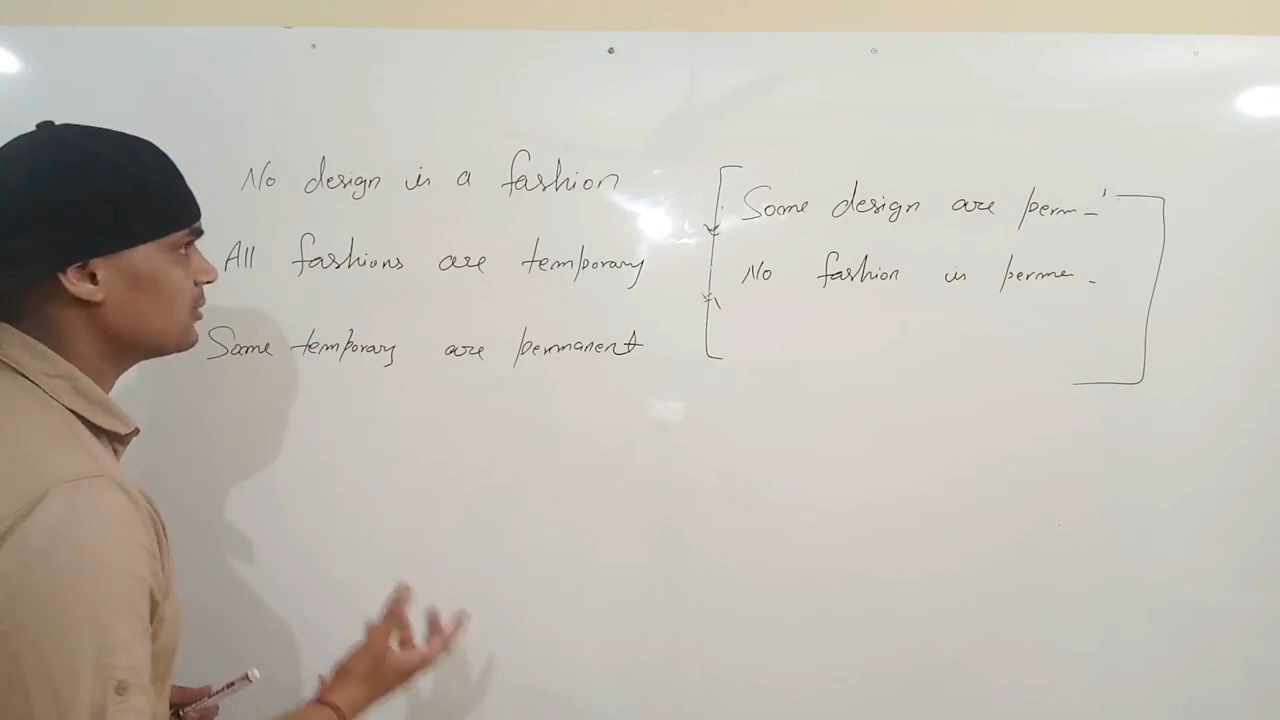 No design is a fashion
All fashions are temporary
Some temporary are permanent
Some design are perm-
No fashion is perme-